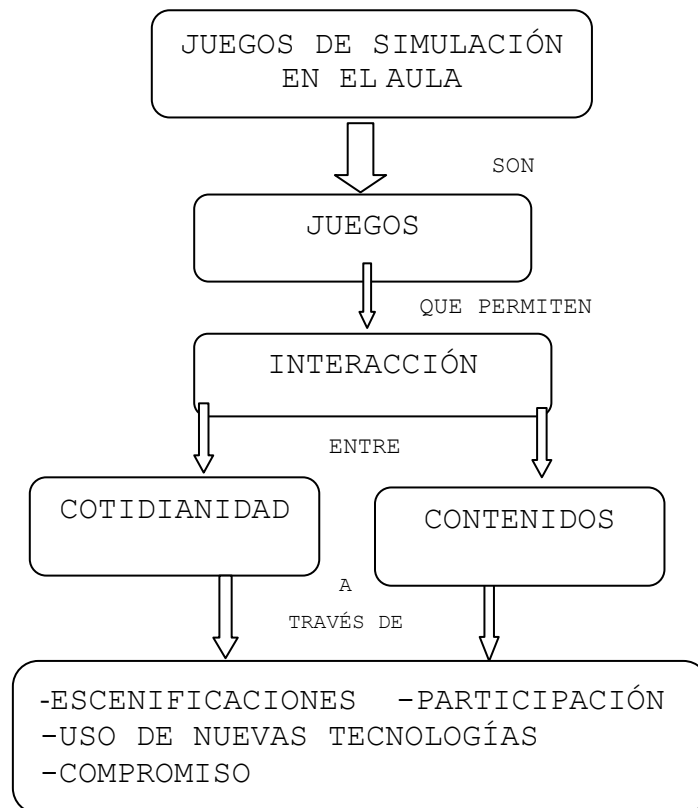 JUEGOS DE SIMULACIÓN
EN EL AULA
SON
JUEGOS
QUE PERMITEN
INTERACCIÓN
ENTRE
COTIDIANIDAD
CONTENIDOS
A
TRAVÉS DE
-ESCENIFICACIONES -PARTICIPACIÓN
-USO DE NUEVAS TECNOLOGÍAS
-COMPROMISO